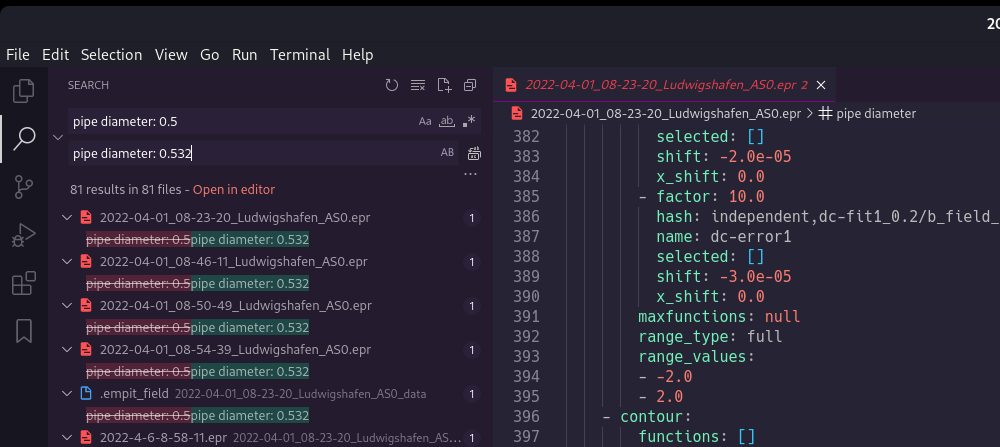 20
File Edit Selection View Go Run Terminal Help
SEARCH
pipe diameter: 0.5 Aa ab .*
pipe diameter: 0.532 AB
...
81 results in 81 files - Open in editor
2022-04-01_08-23-20_Ludwigshafen_AS0.epr 1
pipe diameter: 0.5pipe diameter: 0.532
2022-04-01_08-46-11_Ludwigshafen_AS0.epr 1
pipe diameter: 0.5pipe diameter: 0.532
2022-04-01_08-50-49_Ludwigshafen_AS0.epr 1
pipe diameter: 0.5pipe diameter: 0.532
2022-04-01_08-54-39_Ludwigshafen_AS0.epr 1
pipe diameter: 0.5pipe diameter: 0.532
.empit_field 2022-04-01_08-23-20_Ludwigshafen_AS0_data 1
pipe diameter: 0.5pipe diameter: 0.532
2022-4-6-8-58-11.epr 2022-04-01_08-23-20_Ludwigshafen_AS... 1
2022-04-01_08-23-20_Ludwigshafen_AS0.epr 2
2022-04-01_08-23-20_Ludwigshafen_AS0.epr > pipe diameter
382 selected: []
383 shift: -2.0e-05
384 x_shift: 0.0
385 - factor: 10.0
386 hash: independent,dc-fit1_0.2/b_field_
387 name: dc-error1
388 selected: []
389 shift: -3.0e-05
390 x_shift: 0.0
391 maxfunctions: null
392 range_type: full
393 range_values:
394 - -2.0
395 - 2.0
396 - contour:
397 functions: []